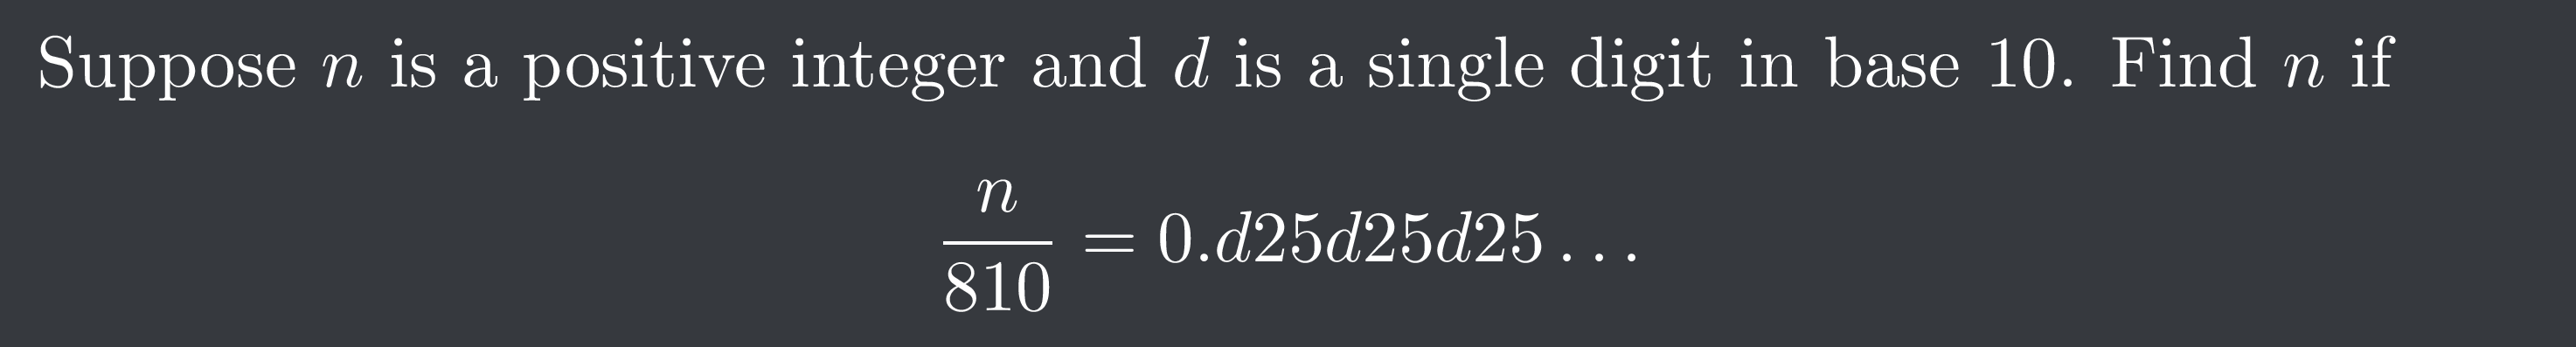 Suppose n is a positive integer and d is a single digit in base 10. Find n if
n/810 = 0.d25d25d25...